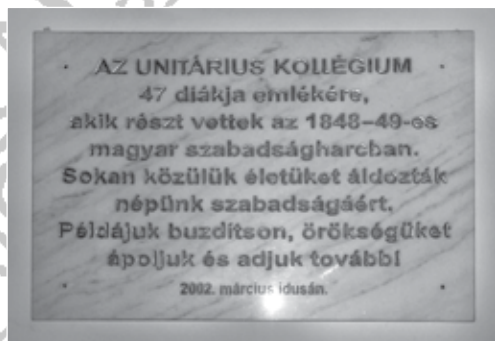 AZ UNITÁRIUS KOLLÉGIUM
47 diákja emlékére,
akik részt vettek az 1848–49-es
magyar szabadságharcban.
Sokan közülük életüket áldozták
népünk szabadságáért.
Példájuk buzdítson, örökségüket
ápoljuk és adjuk tovább!
2002. március idusán.